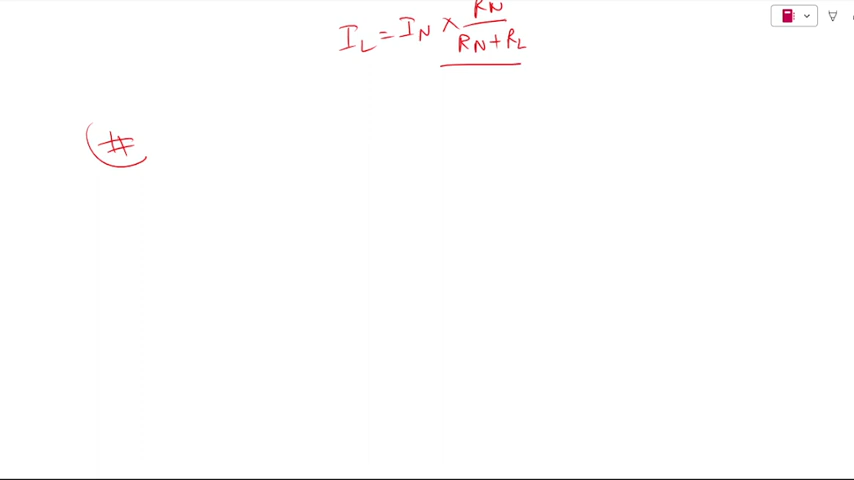 I_L = I_N × R_N / (R_N + R_L)
#